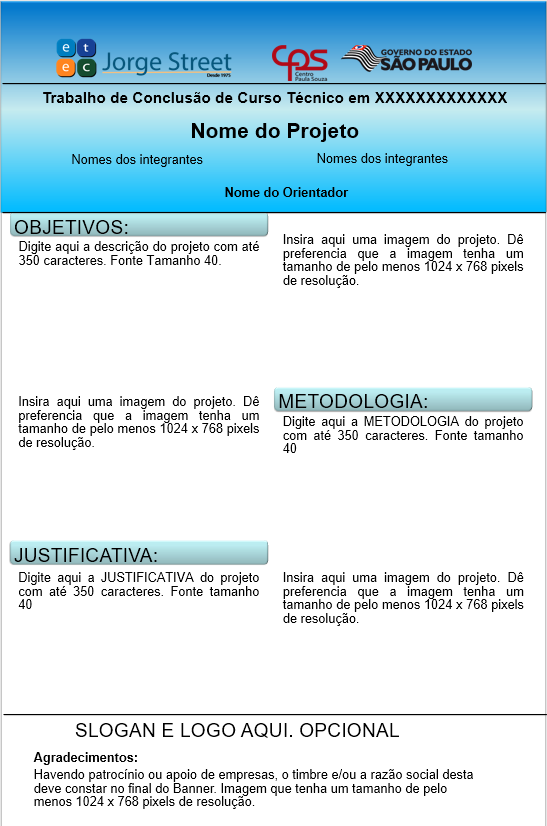 etec
Jorge Street
Desde 1975
CPS
Centro
Paula Souza
GOVERNO DO ESTADO
SÃO PAULO
Trabalho de Conclusão de Curso Técnico em XXXXXXXXXXXXX
Nome do Projeto
Nomes dos integrantes
Nomes dos integrantes
Nome do Orientador
OBJETIVOS:
Digite aqui a descrição do projeto com até
350 caracteres. Fonte Tamanho 40.
Insira aqui uma imagem do projeto. Dê
preferencia que a imagem tenha um
tamanho de pelo menos 1024 x 768 pixels
de resolução.
Insira aqui uma imagem do projeto. Dê
preferencia que a imagem tenha um
tamanho de pelo menos 1024 x 768 pixels
de resolução.
METODOLOGIA:
Digite aqui a METODOLOGIA do projeto
com até 350 caracteres. Fonte tamanho
40
JUSTIFICATIVA:
Digite aqui a JUSTIFICATIVA do projeto
com até 350 caracteres. Fonte tamanho
40
Insira aqui uma imagem do projeto. Dê
preferencia que a imagem tenha um
tamanho de pelo menos 1024 x 768 pixels
de resolução.
SLOGAN E LOGO AQUI. OPCIONAL
Agradecimentos:
Havendo patrocínio ou apoio de empresas, o timbre e/ou a razão social desta
deve constar no final do Banner. Imagem que tenha um tamanho de pelo
menos 1024 x 768 pixels de resolução.